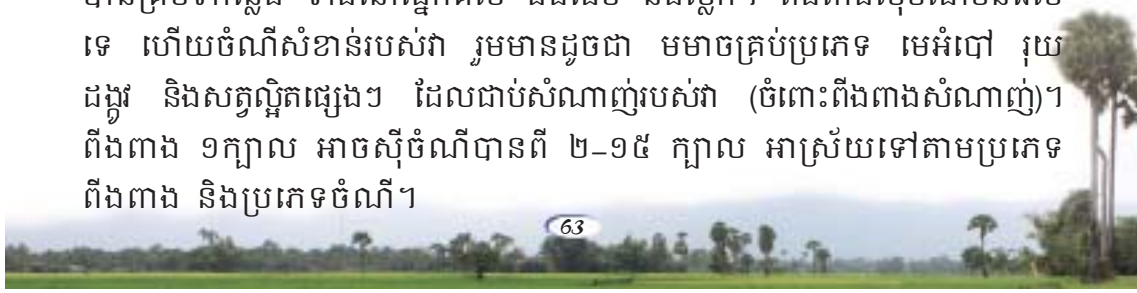 ទេ ហើយចំណីសំខាន់របស់វា រួមមានដូចជា មមាចគ្រប់ប្រភេទ មេអំបៅ រុយ
ដង្កូវ និងសត្វល្អិតផ្សេងៗ ដែលជាប់សំណាញ់របស់វា (ចំពោះពីងពាងសំណាញ់)។
ពីងពាង ១ក្បាល អាចស៊ីចំណីបានពី ២–១៥ ក្បាល អាស្រ័យទៅតាមប្រភេទ
ពីងពាង និងប្រភេទចំណី។
63